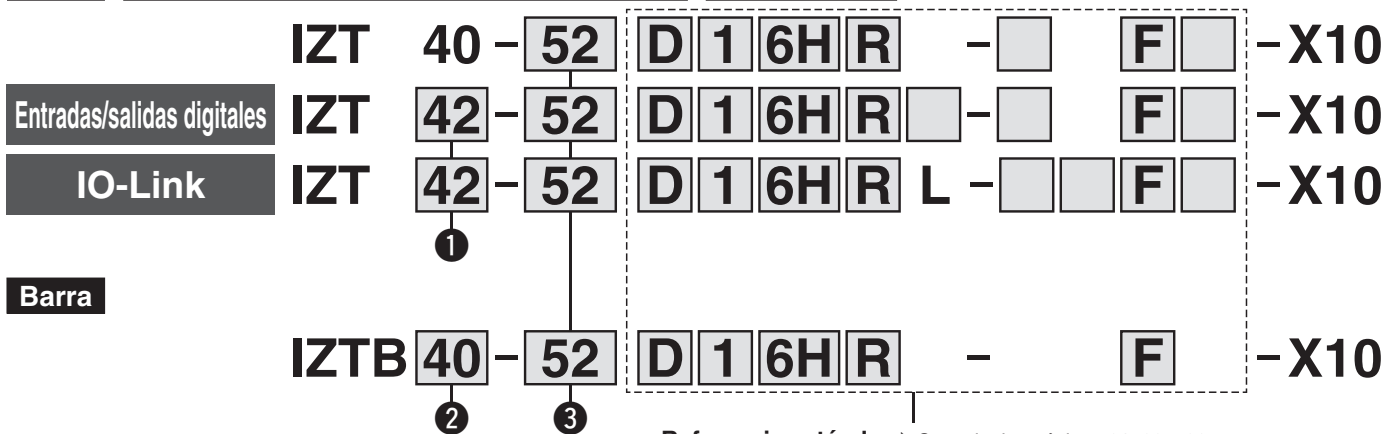 IZT 40 - 52 D 1 6H R - F - X10
Entradas/salidas digitales IZT 42 - 52 D 1 6H R - F - X10
IO-Link IZT 42 - 52 D 1 6H R L - F - X10
1
Barra
IZTB 40 - 52 D 1 6H R - F - X10
2 3